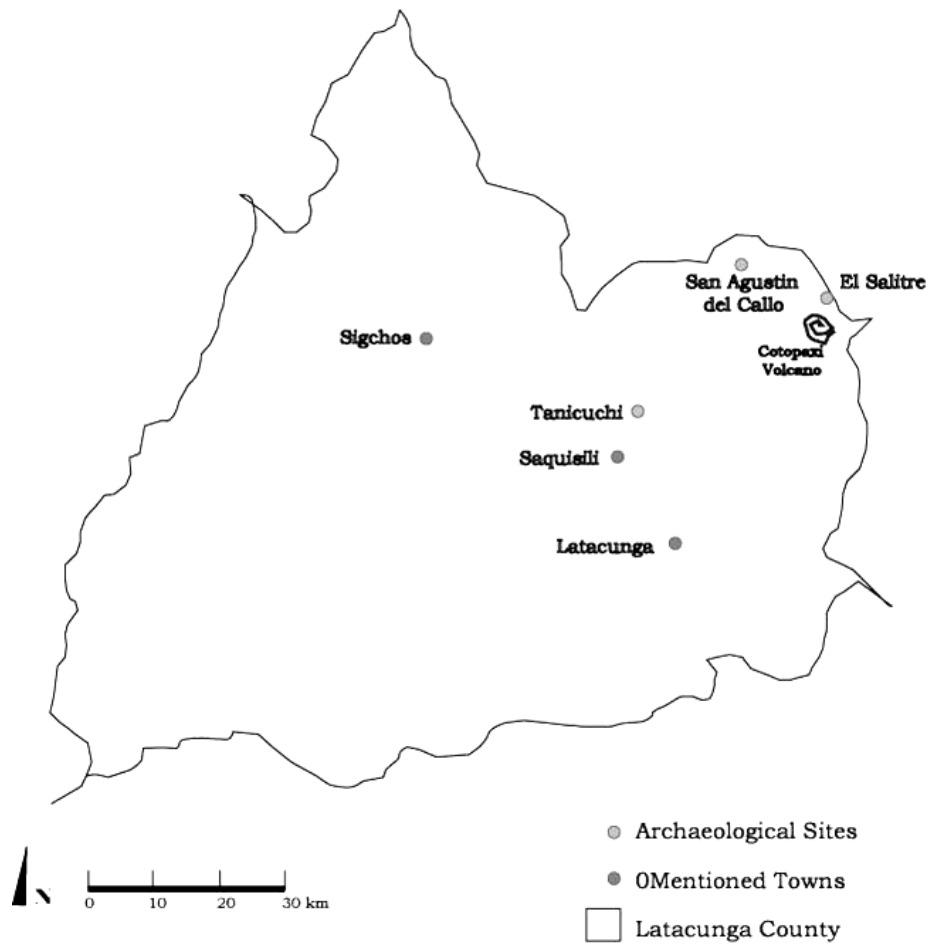 San Agustin
del Callo
El Salitre
Cotopaxi
Volcano
Sigchos
Tanicuchi
Saquisili
Latacunga
Archaeological Sites
0Mentioned Towns
Latacunga County
N
0 10 20 30 km